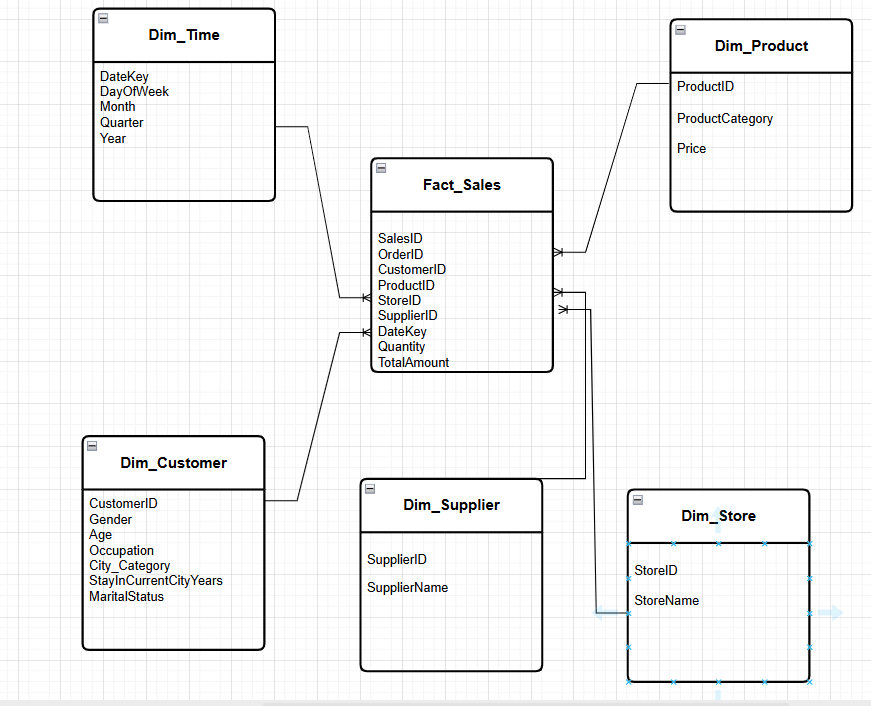 Dim_Time
DateKey
DayOfWeek
Month
Quarter
Year
Dim_Product
ProductID
ProductCategory
Price
Fact_Sales
SalesID
OrderID
CustomerID
ProductID
StoreID
SupplierID
DateKey
Quantity
TotalAmount
Dim_Customer
CustomerID
Gender
Age
Occupation
City_Category
StayInCurrentCityYears
MaritalStatus
Dim_Supplier
SupplierID
SupplierName
Dim_Store
StoreID
StoreName